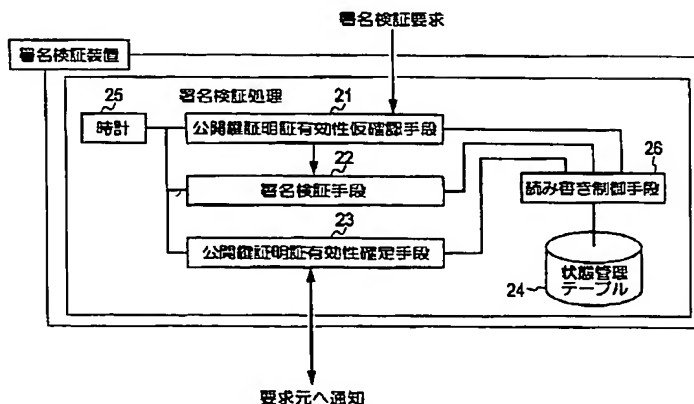 署名検証要求
署名検証装置
署名検証処理
25
時計
21
公開鍵証明証有効性仮確認手段
22
署名検証手段
23
公開鍵証明証有効性確定手段
26
読み書き制御手段
状態管理
テーブル
24
要求元へ通知